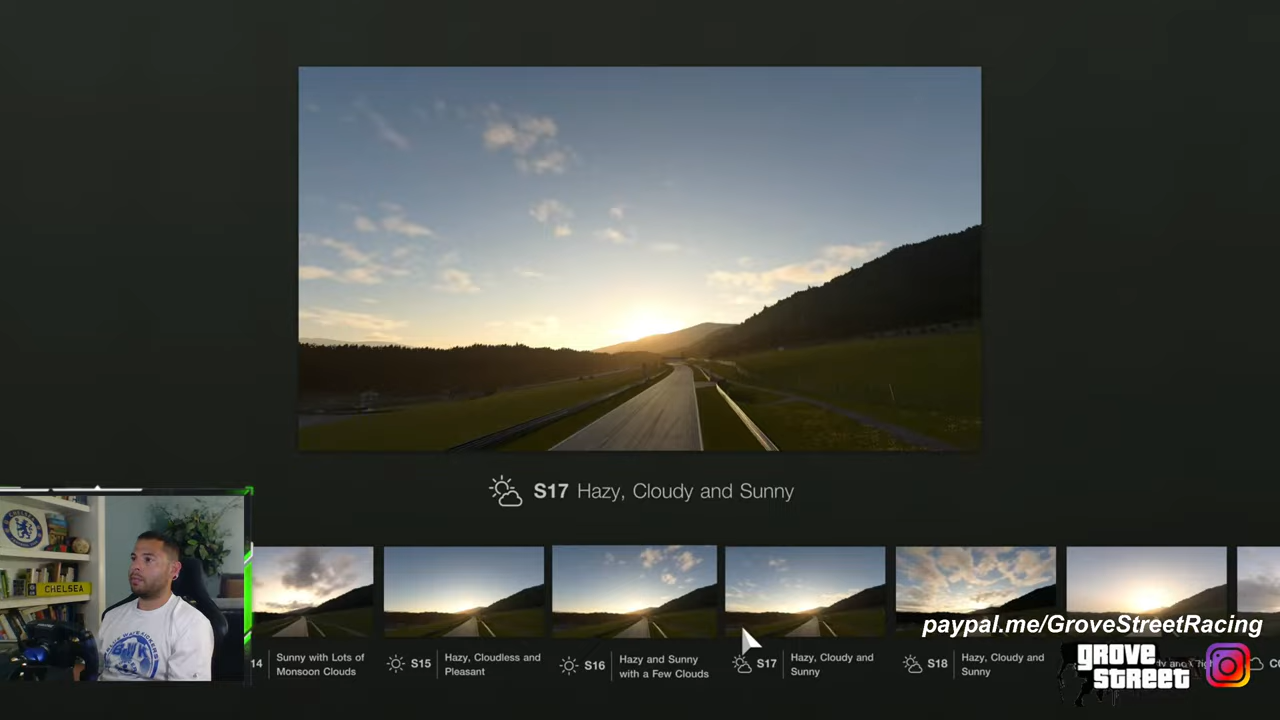 S17 Hazy, Cloudy and Sunny
CHELSEA
14
Sunny with Lots of
Monsoon Clouds
S15
Hazy, Cloudless and
Pleasant
S16
Hazy and Sunny
with a Few Clouds
S17
Hazy, Cloudy and
Sunny
S18
Hazy, Cloudy and
Sunny
paypal.me/GroveStreetRacing
grove
street